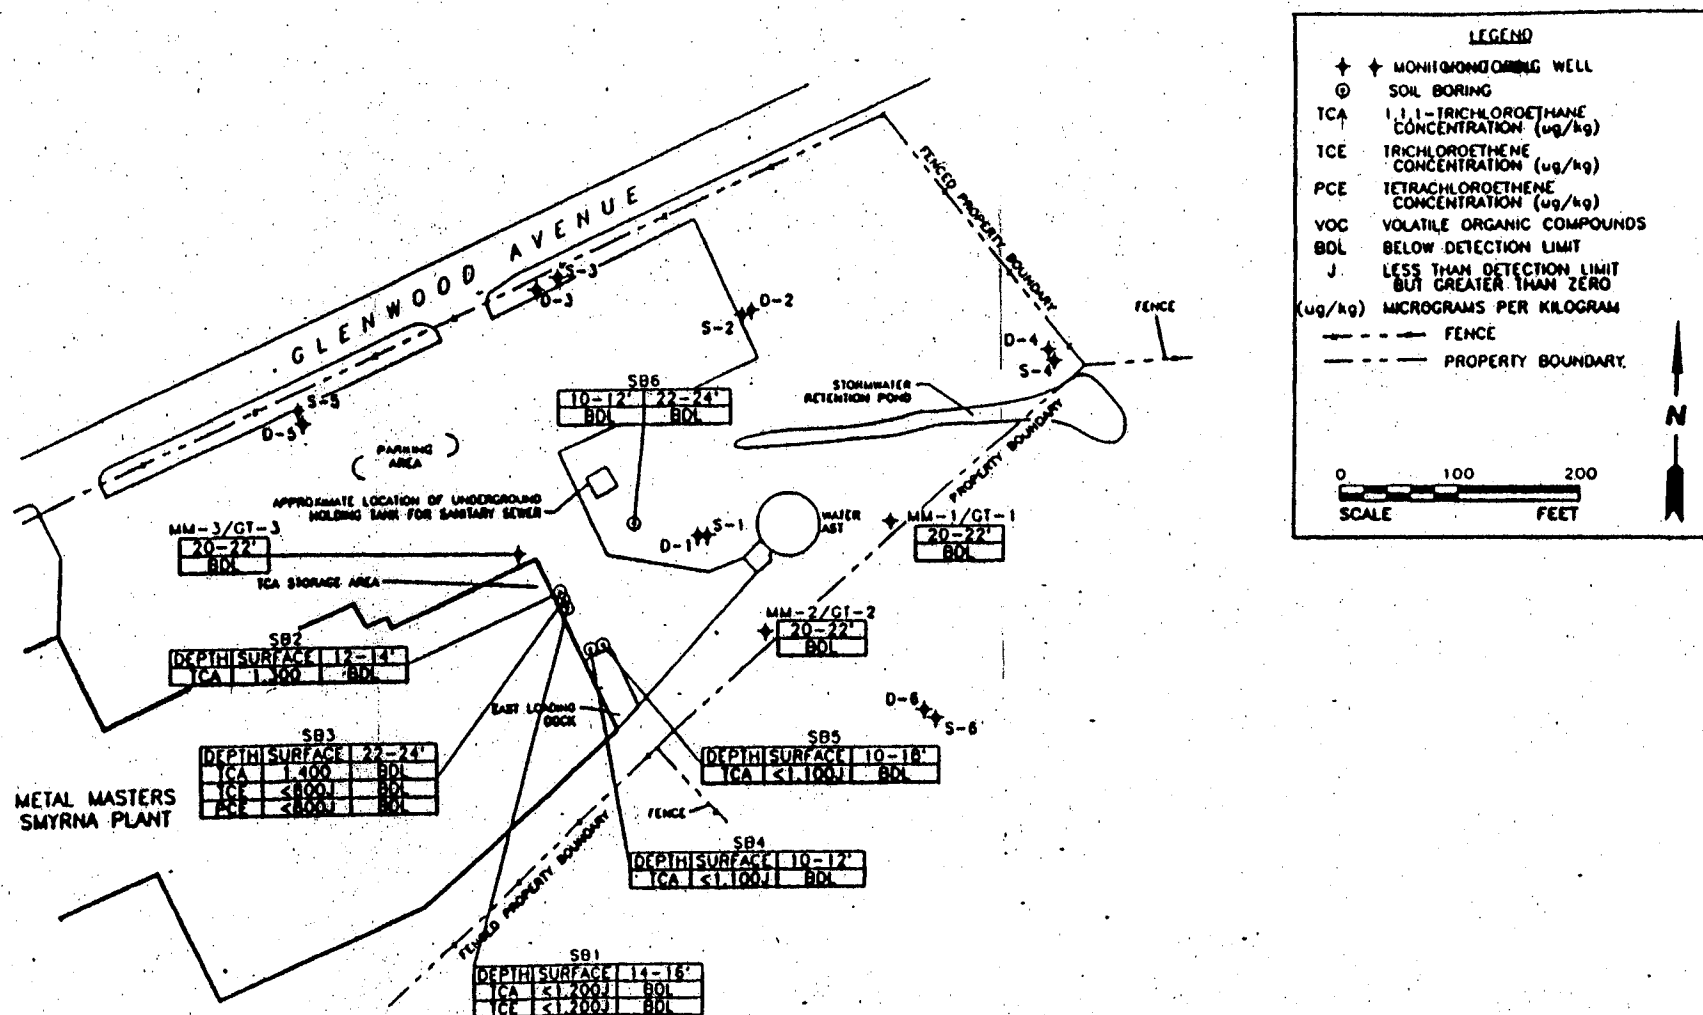 LEGEND
MONITORING WELL
SOIL BORING
TCA 1,1,1-TRICHLOROETHANE
CONCENTRATION (ug/kg)
TCE TRICHLOROETHENE
CONCENTRATION (ug/kg)
PCE TETRACHLOROETHENE
CONCENTRATION (ug/kg)
VOC VOLATILE ORGANIC COMPOUNDS
BDL BELOW DETECTION LIMIT
J LESS THAN DETECTION LIMIT
BUT GREATER THAN ZERO
(ug/kg) MICROGRAMS PER KILOGRAM
FENCE
PROPERTY BOUNDARY
N
0 100 200
SCALE FEET
GLENWOOD AVENUE
FENCED PROPERTY BOUNDARY
FENCE
S-3
D-3
D-2
S-2
D-4
S-4
S-5
D-5
SB6
10-12' 22-24'
BDL BDL
STORMWATER
RETENTION POND
PROPERTY BOUNDARY
PARKING
AREA
APPROXIMATE LOCATION OF UNDERGROUND
HOLDING TANK FOR SANITARY SEWER
WATER
AST
D-1 S-1
MM-1/GT-1
20-22'
BDL
MM-3/GT-3
20-22'
BDL
TCA STORAGE AREA
MM-2/GT-2
20-22'
BDL
SB2
DEPTH SURFACE 12-14'
TCA 1,300 BDL
D-6
S-6
EAST LOADING
DOCK
SB3
DEPTH SURFACE 22-24'
TCA 1,400 BDL
TCE <800J BDL
PCE <800J BDL
SB5
DEPTH SURFACE 10-18'
TCA <1,100J BDL
METAL MASTERS
SMYRNA PLANT
FENCE
SB4
DEPTH SURFACE 10-12'
TCA <1,100J BDL
FENCED PROPERTY BOUNDARY
SB1
DEPTH SURFACE 14-16'
TCA <1,200J BDL
TCE <1,200J BDL